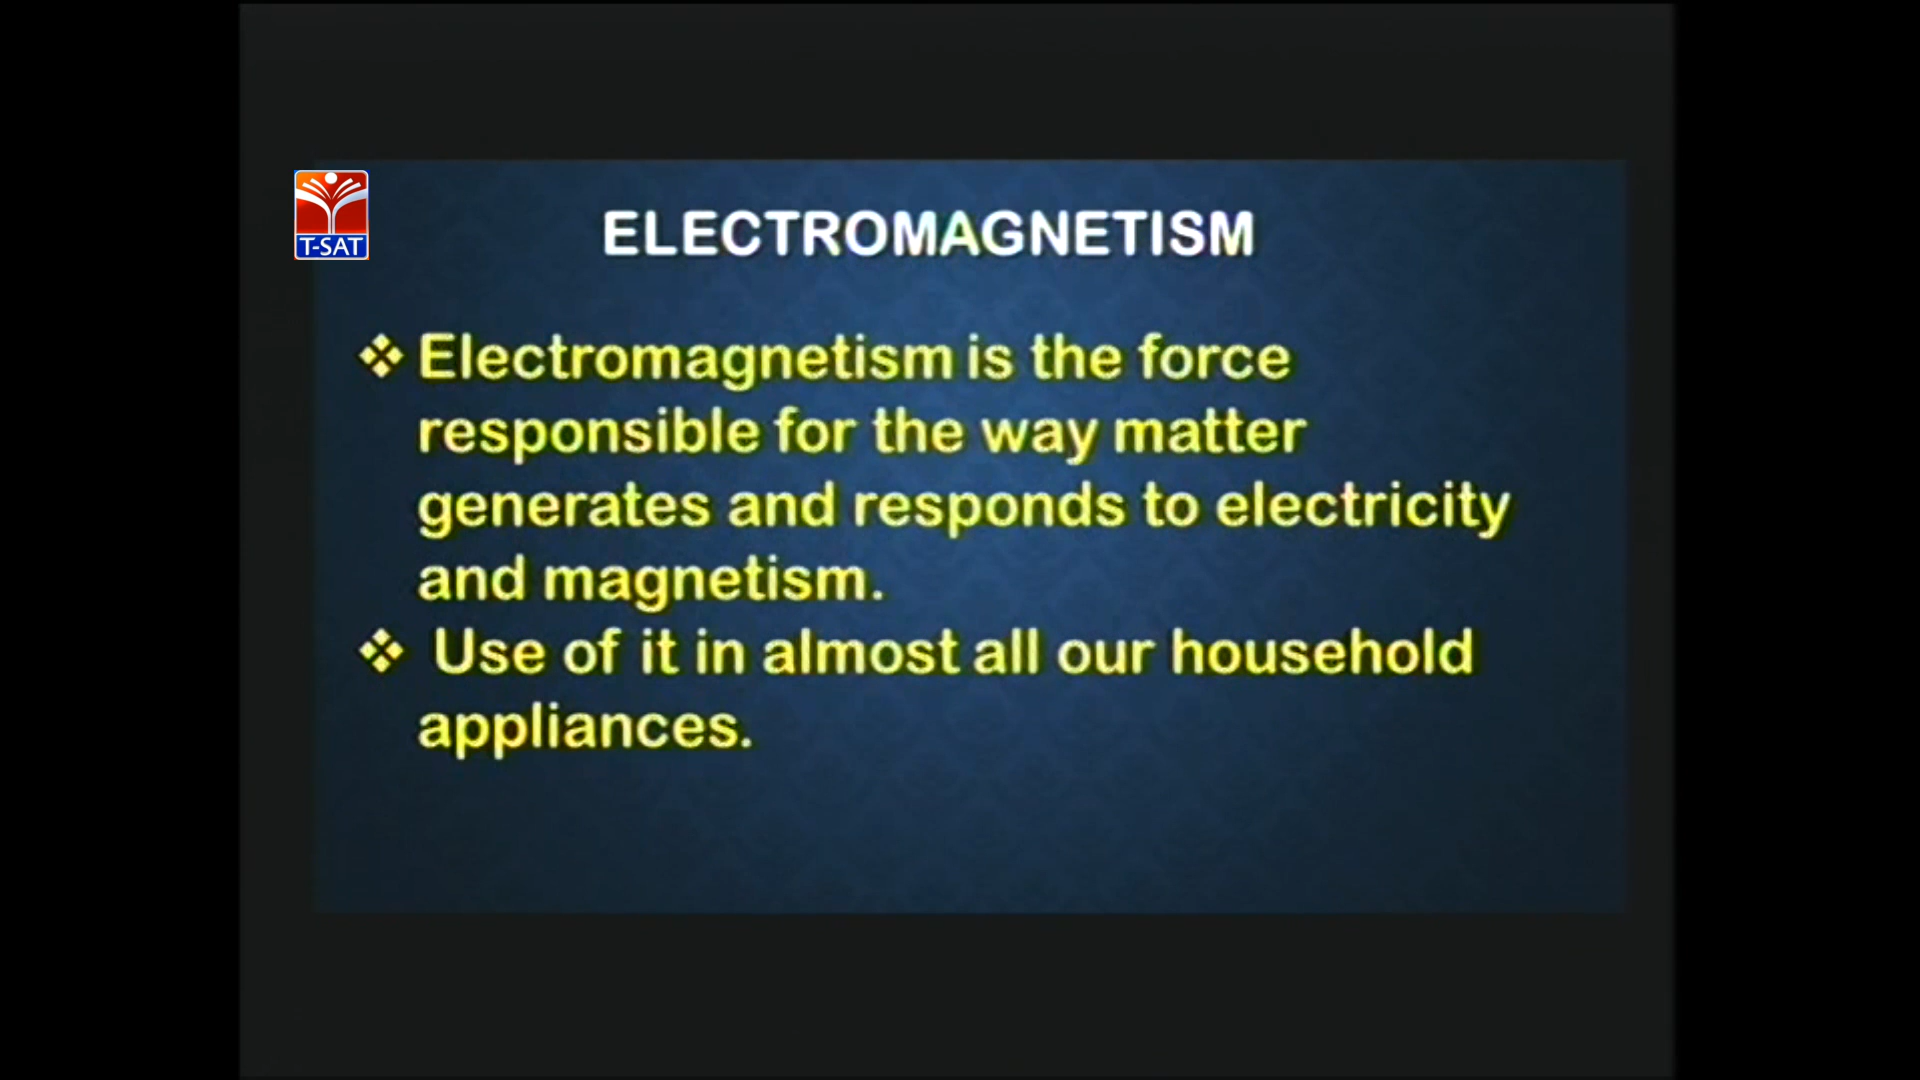 T-SAT
ELECTROMAGNETISM
❖ Electromagnetism is the force
responsible for the way matter
generates and responds to electricity
and magnetism.
❖ Use of it in almost all our household
appliances.